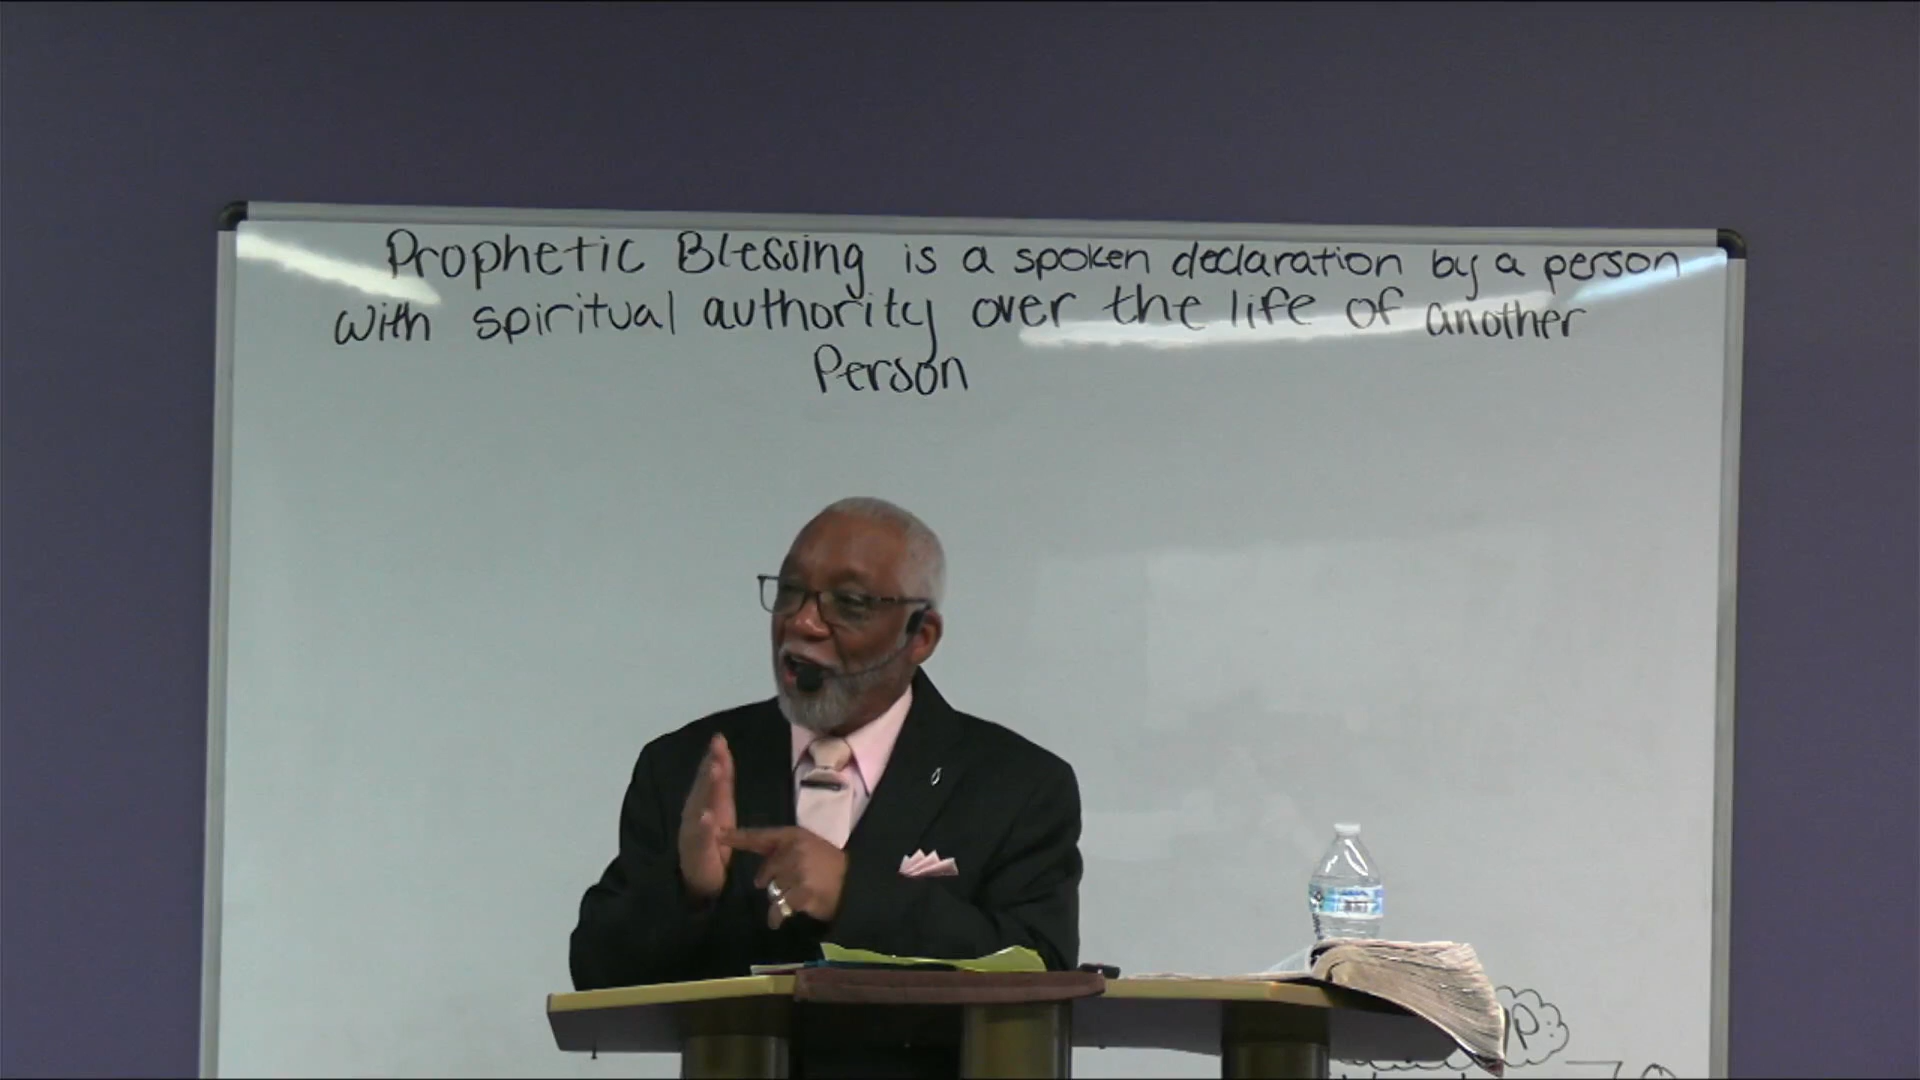 Prophetic Blessing is a spoken declaration by a person
with spiritual authority over the life of another
Person